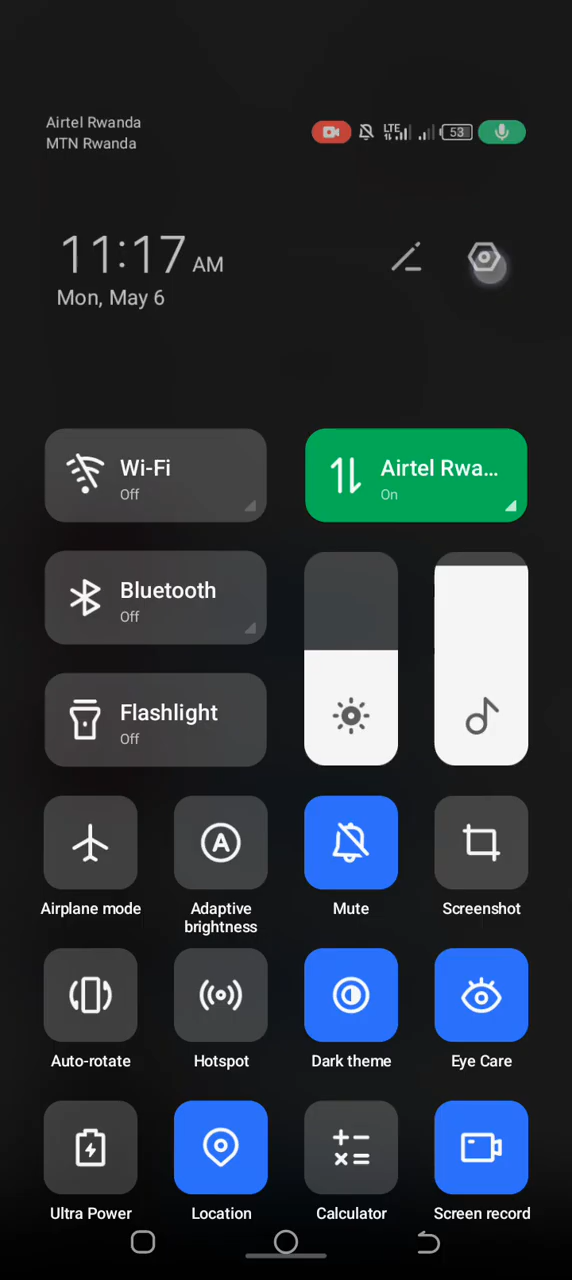 Airtel Rwanda
MTN Rwanda
LTE
53
11:17 AM
Mon, May 6
Wi-Fi
Off
Airtel Rwa...
On
Bluetooth
Off
Flashlight
Off
A
Airplane mode
Adaptive
brightness
Mute
Screenshot
Auto-rotate
Hotspot
Dark theme
Eye Care
Ultra Power
Location
Calculator
Screen record